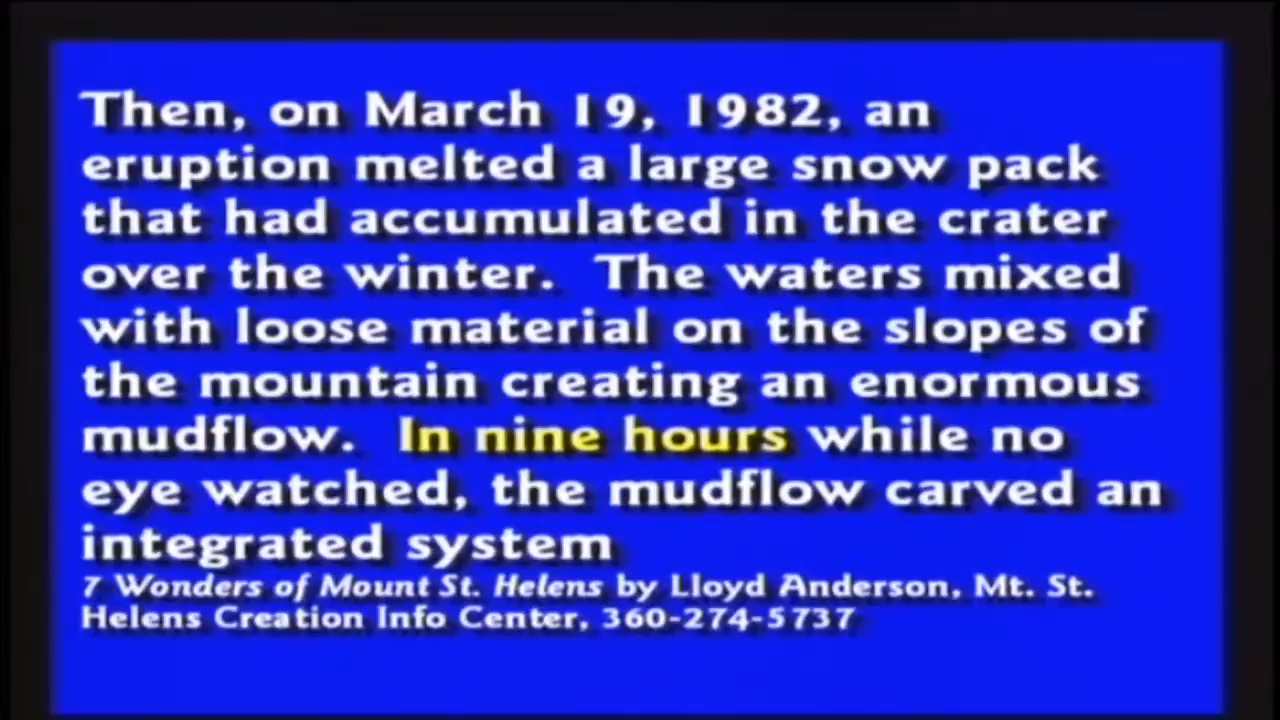 Then, on March 19, 1982, an
eruption melted a large snow pack
that had accumulated in the crater
over the winter. The waters mixed
with loose material on the slopes of
the mountain creating an enormous
mudflow. In nine hours while no
eye watched, the mudflow carved an
integrated system
7 Wonders of Mount St. Helens by Lloyd Anderson, Mt. St.
Helens Creation Info Center, 360-274-5737